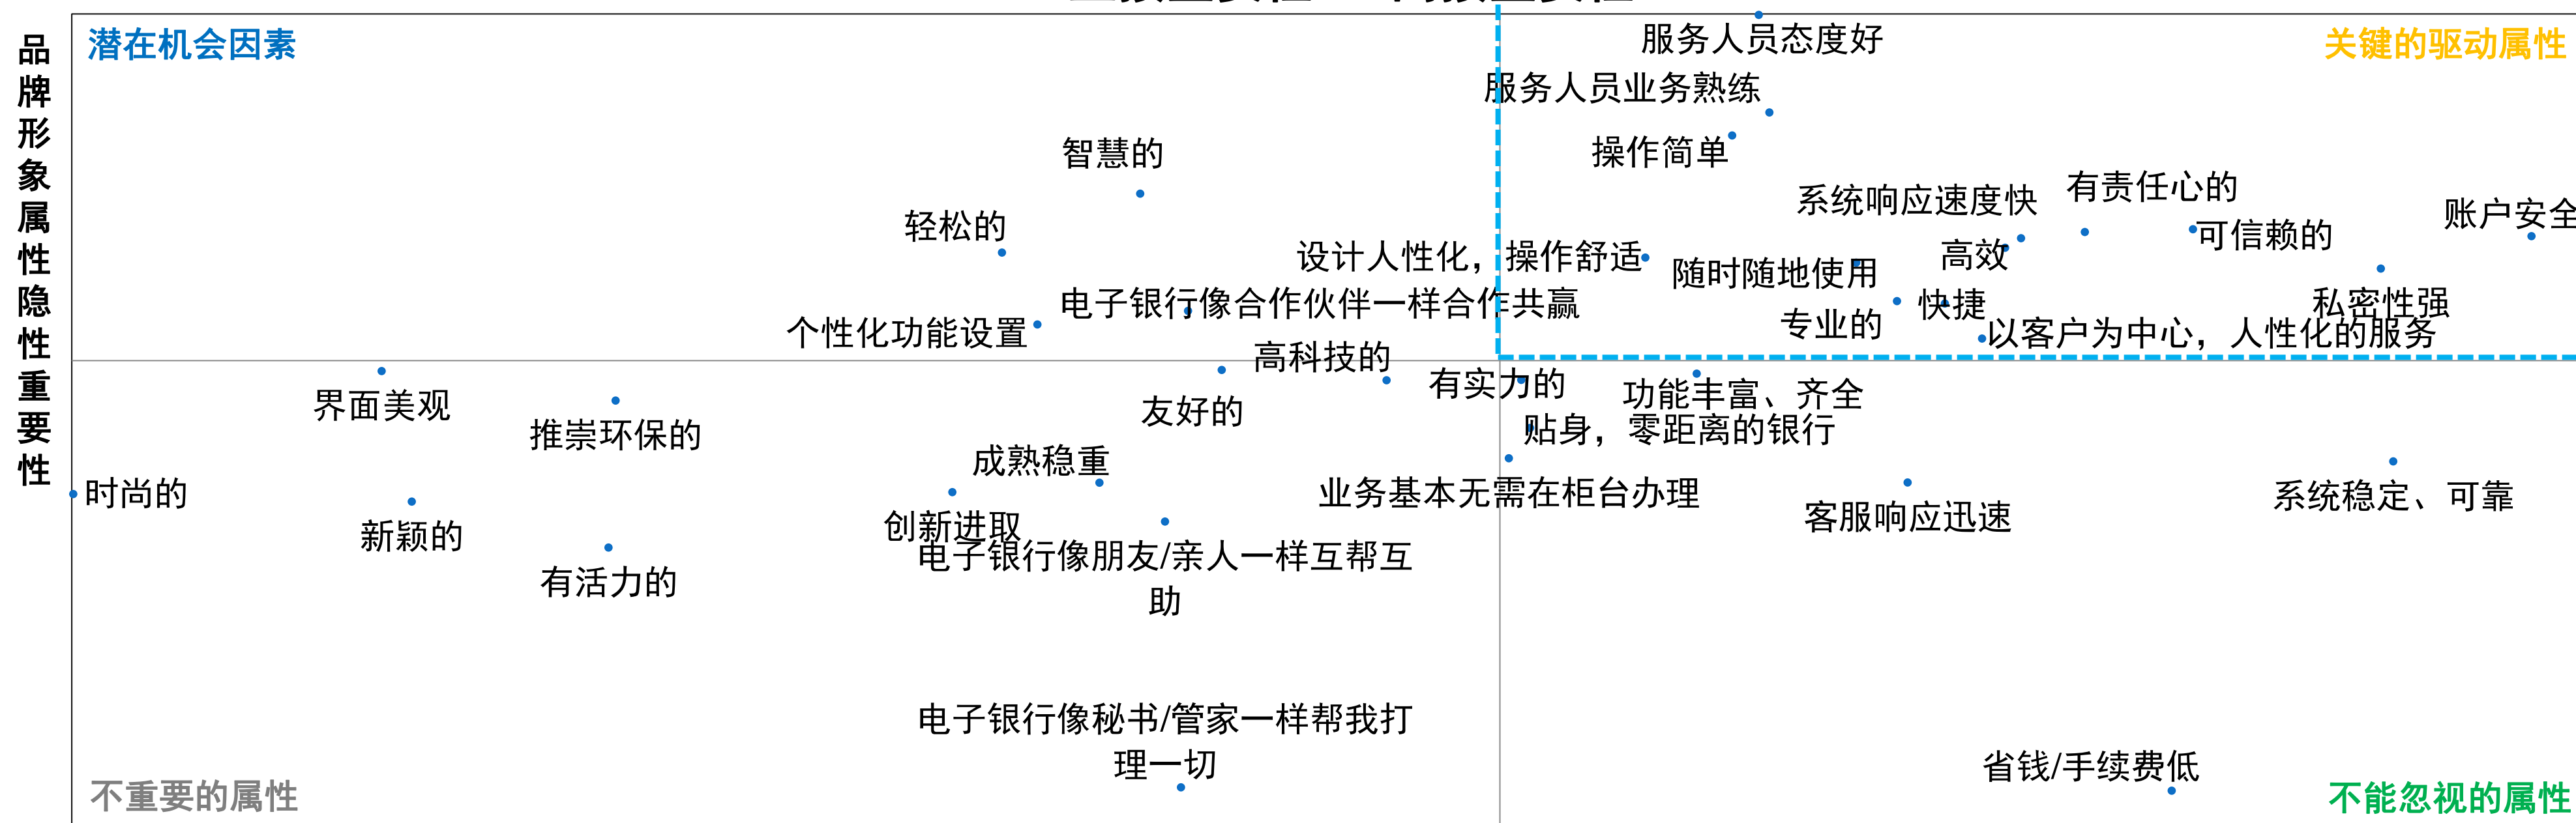 品牌形象属性隐性重要性
潜在机会因素
关键的驱动属性
服务人员态度好
服务人员业务熟练
操作简单
智慧的
系统响应速度快
有责任心的
账户安全
轻松的
可信赖的
设计人性化，操作舒适
高效
随时随地使用
电子银行像合作伙伴一样合作共赢
快捷
私密性强
个性化功能设置
专业的
以客户为中心，人性化的服务
高科技的
有实力的
功能丰富、齐全
界面美观
友好的
推崇环保的
贴身，零距离的银行
成熟稳重
时尚的
业务基本无需在柜台办理
系统稳定、可靠
新颖的
创新进取
客服响应迅速
电子银行像朋友/亲人一样互帮互
助
有活力的
电子银行像秘书/管家一样帮我打
理一切
省钱/手续费低
不重要的属性
不能忽视的属性